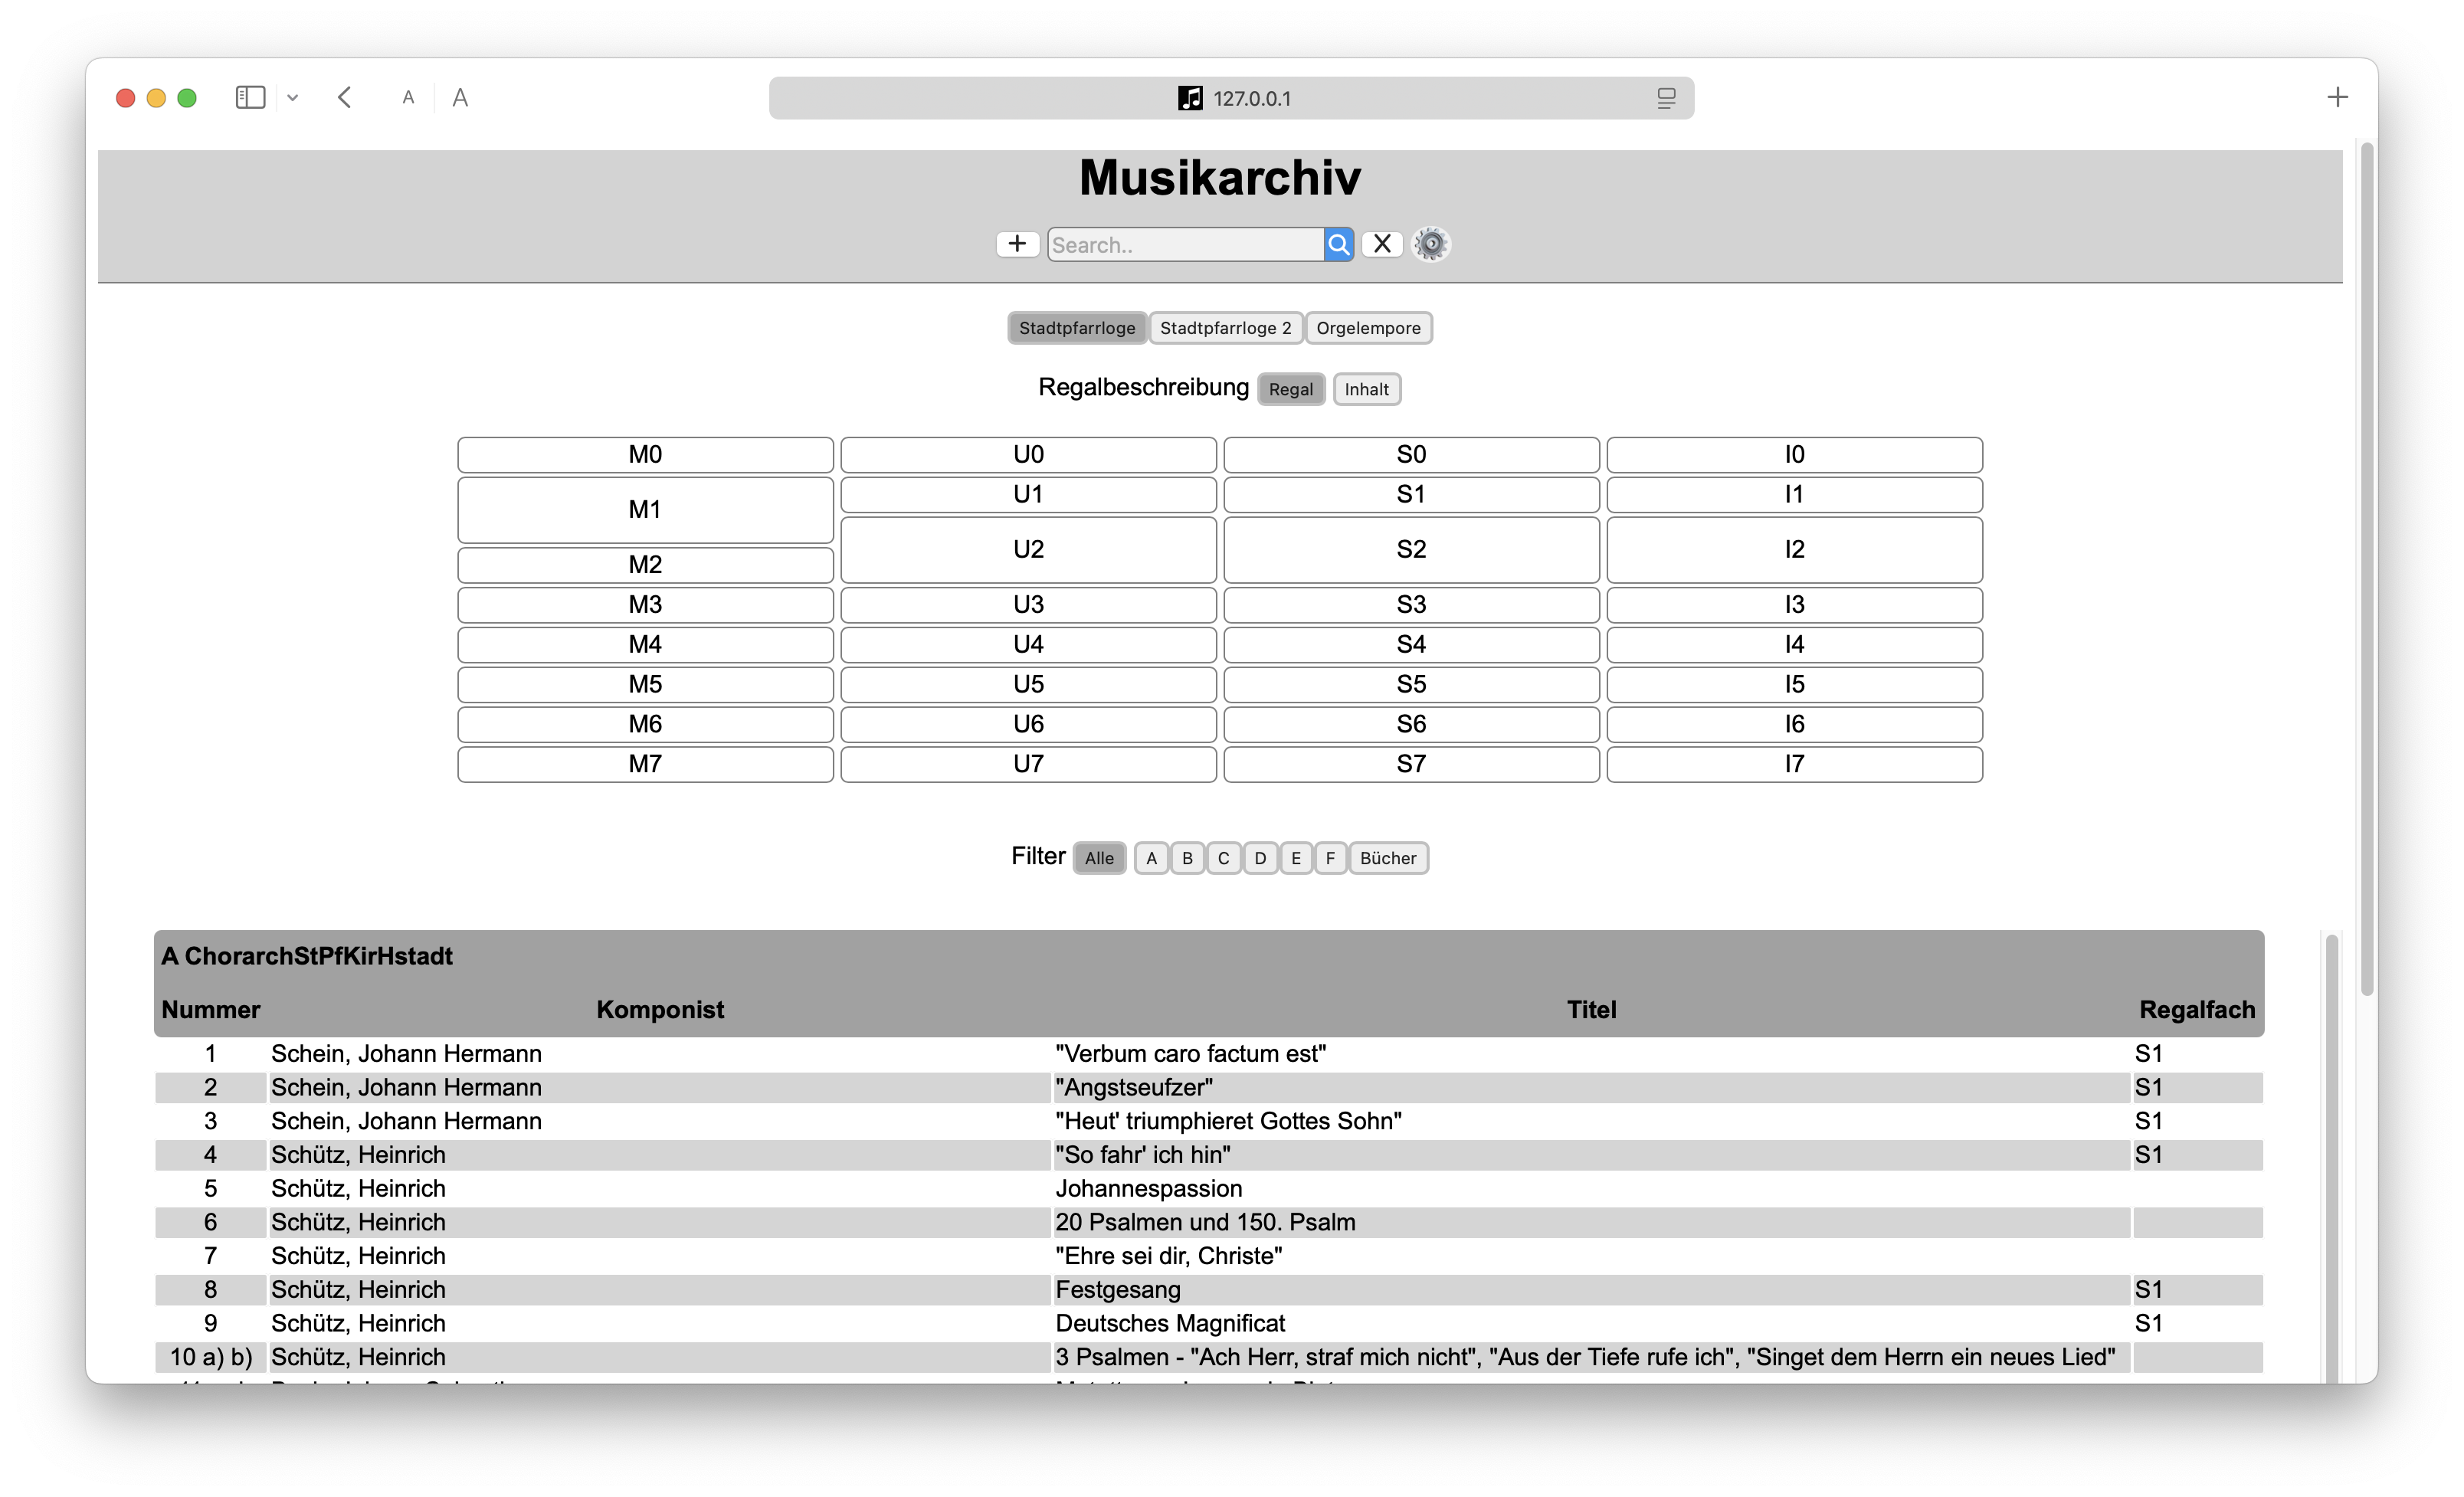 A A 127.0.0.1
Musikarchiv
+ Search.. X
Stadtpfarrloge Stadtpfarrloge 2 Orgelempore
Regalbeschreibung Regal Inhalt
M0 U0 S0 I0
M1 U1 S1 I1
M2 U2 S2 I2
M3 U3 S3 I3
M4 U4 S4 I4
M5 U5 S5 I5
M6 U6 S6 I6
M7 U7 S7 I7
Filter Alle A B C D E F Bücher
A ChorarchStPfKirHstadt
Nummer Komponist Titel Regalfach
1 Schein, Johann Hermann "Verbum caro factum est" S1
2 Schein, Johann Hermann "Angstseufzer" S1
3 Schein, Johann Hermann "Heut' triumphieret Gottes Sohn" S1
4 Schütz, Heinrich "So fahr' ich hin" S1
5 Schütz, Heinrich Johannespassion
6 Schütz, Heinrich 20 Psalmen und 150. Psalm
7 Schütz, Heinrich "Ehre sei dir, Christe"
8 Schütz, Heinrich Festgesang S1
9 Schütz, Heinrich Deutsches Magnificat S1
10 a) b) Schütz, Heinrich 3 Psalmen - "Ach Herr, straf mich nicht", "Aus der Tiefe rufe ich", "Singet dem Herrn ein neues Lied"